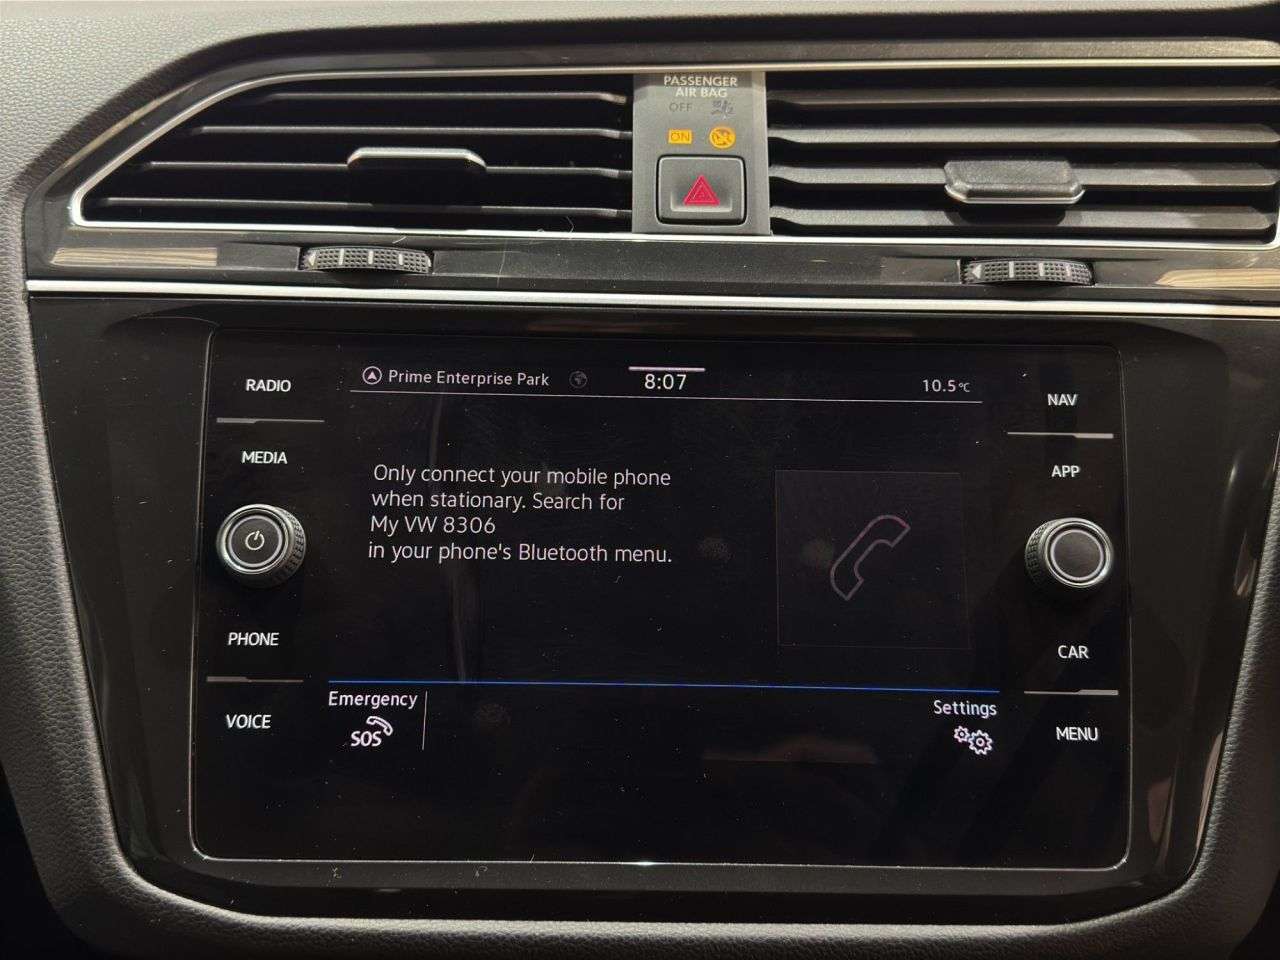 PASSENGER
AIR BAG
OFF
ON
RADIO
Prime Enterprise Park
8:07
10.5°C
NAV
MEDIA
APP
Only connect your mobile phone
when stationary. Search for
My VW 8306
in your phone's Bluetooth menu.
PHONE
CAR
Emergency
SOS
Settings
VOICE
MENU